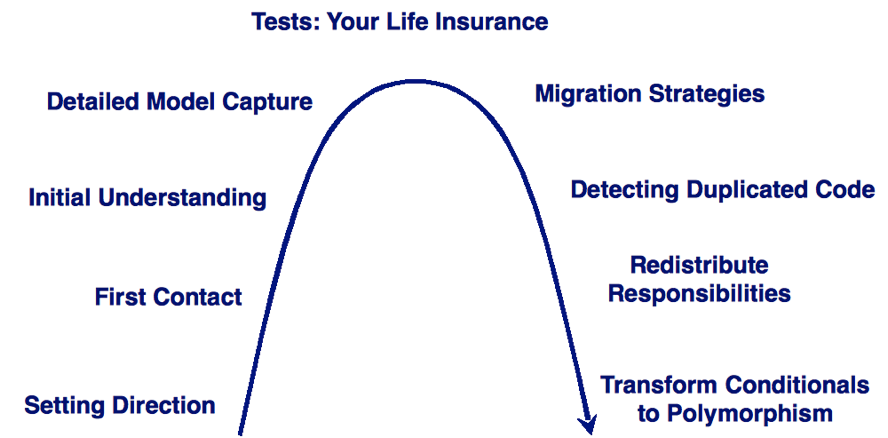 Tests: Your Life Insurance
Detailed Model Capture
Migration Strategies
Initial Understanding
Detecting Duplicated Code
First Contact
Redistribute
Responsibilities
Setting Direction
Transform Conditionals
to Polymorphism